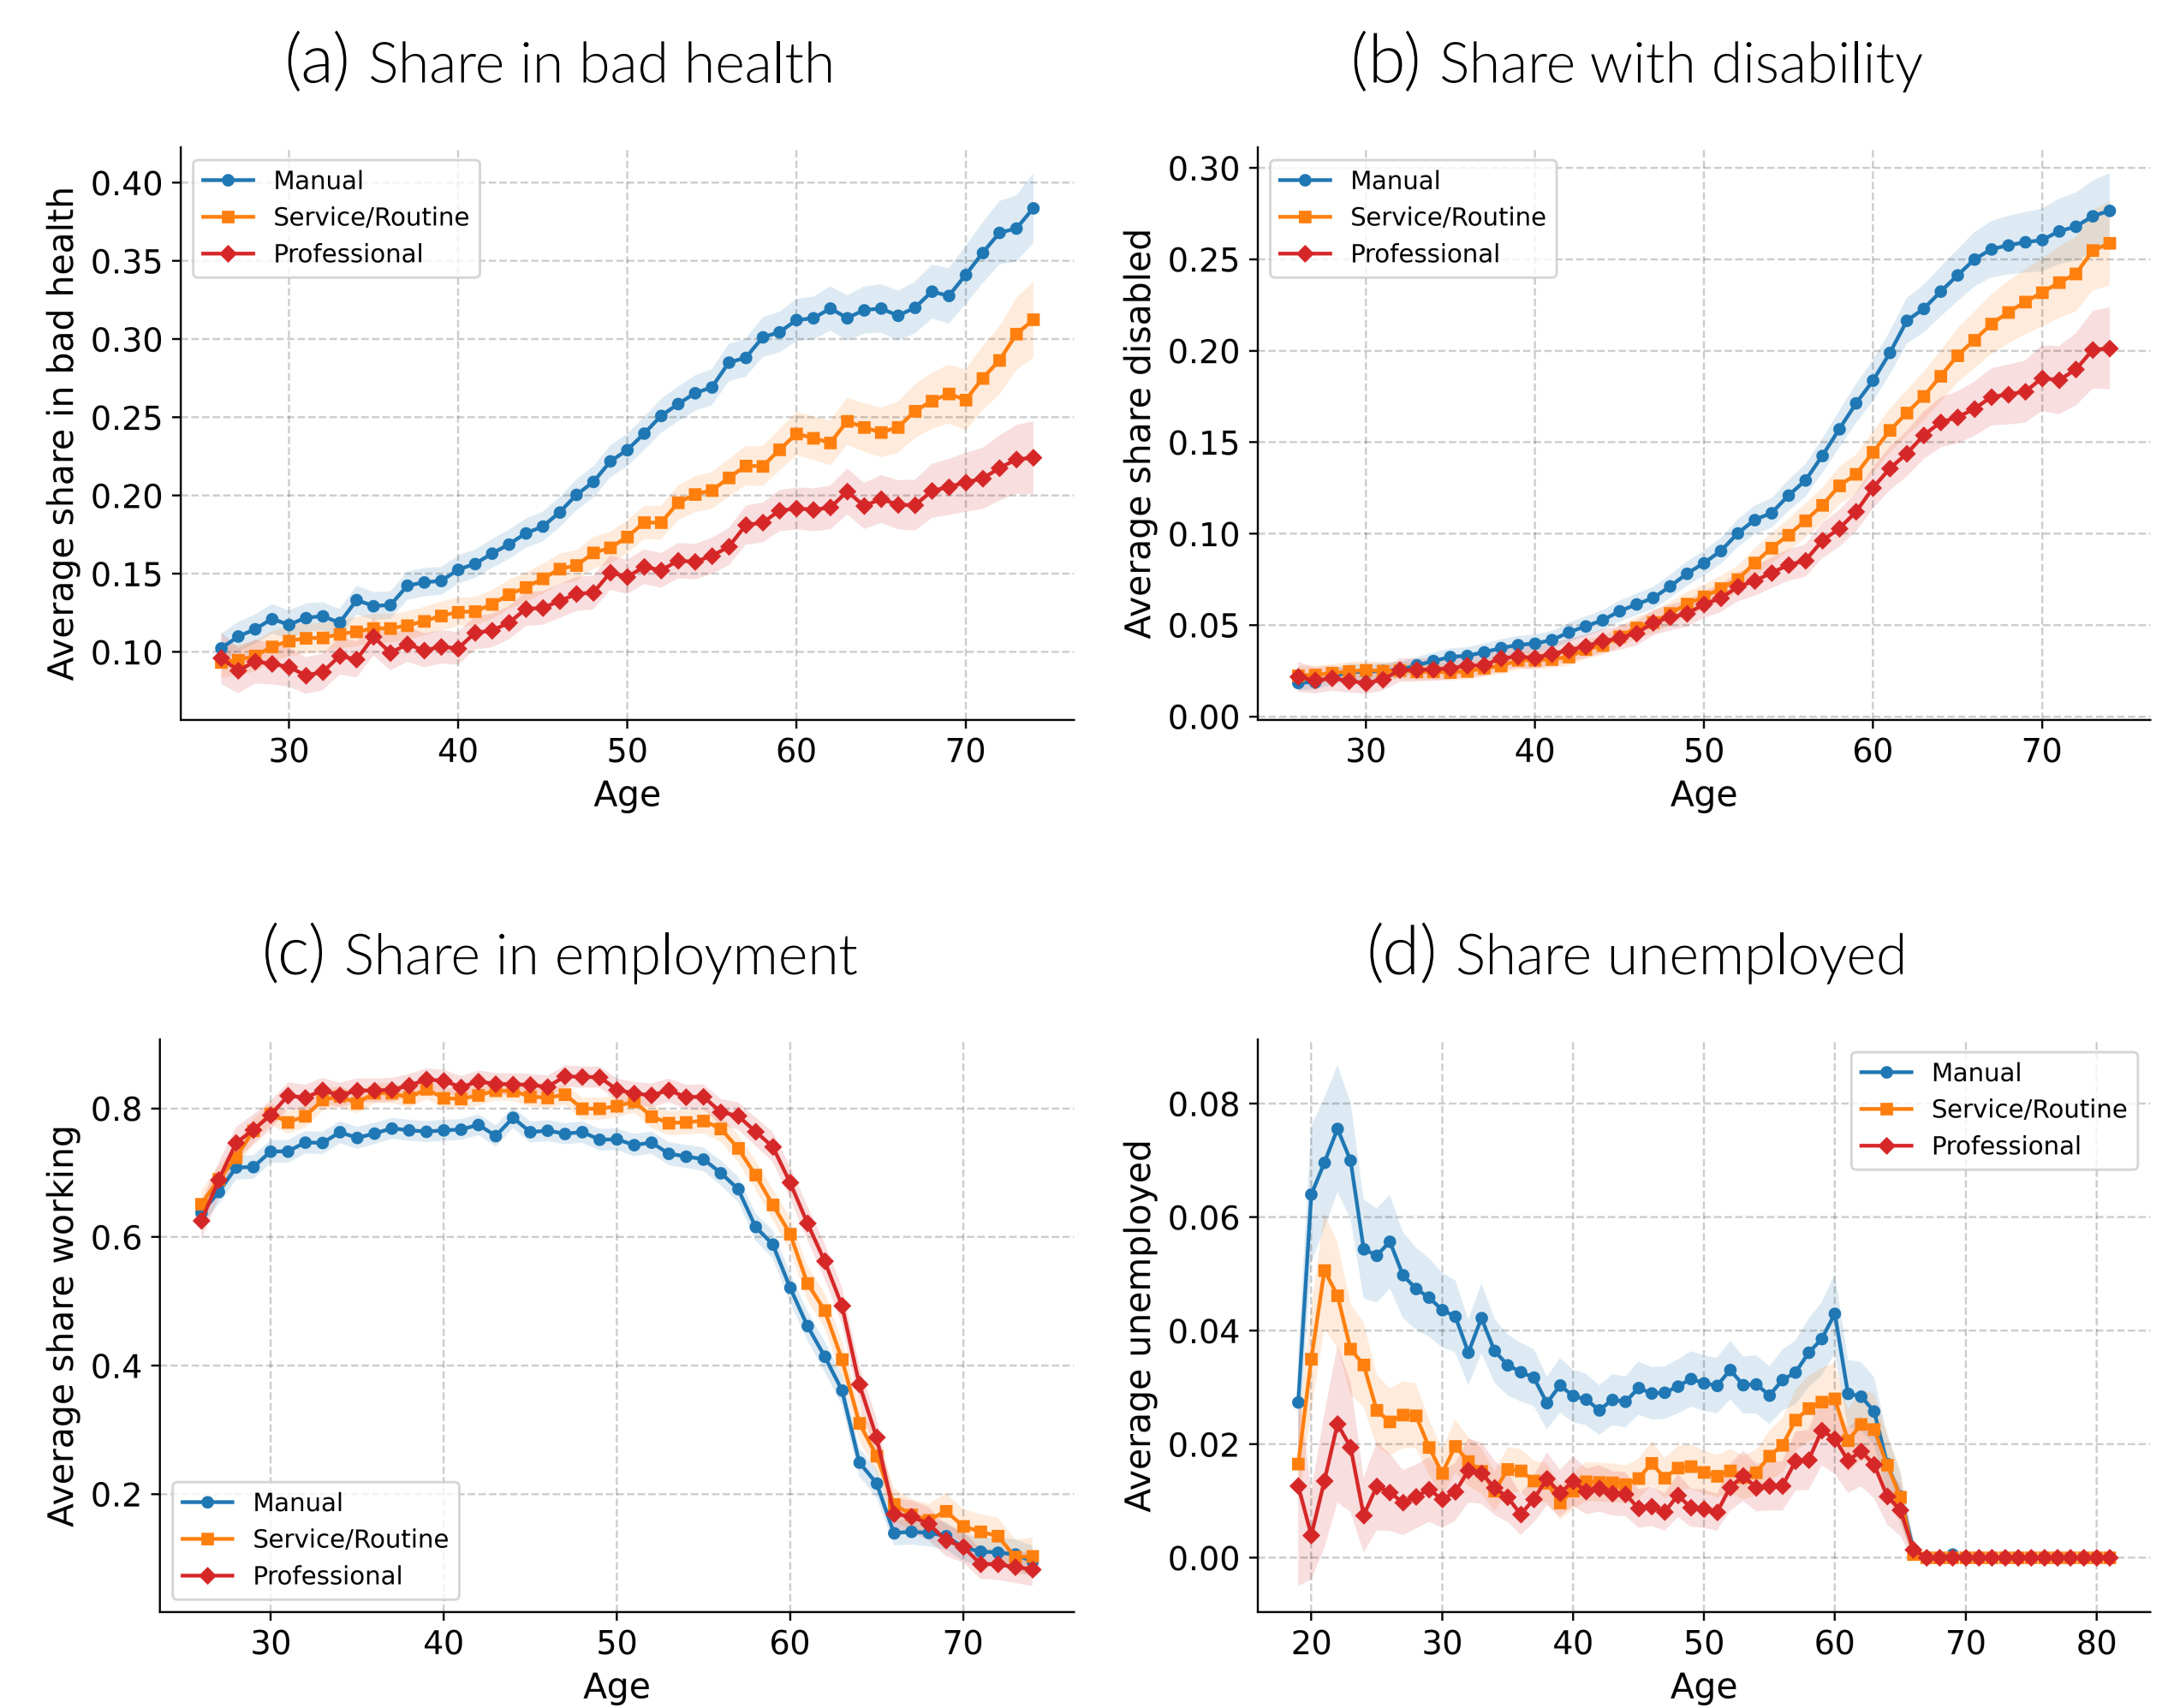 (a) Share in bad health
(b) Share with disability
0.40
0.35
0.30
0.25
0.20
0.15
0.10
Average share in bad health
Manual
Service/Routine
Professional
30 40 50 60 70
Age
0.30
0.25
0.20
0.15
0.10
0.05
0.00
Average share disabled
Manual
Service/Routine
Professional
30 40 50 60 70
Age
(c) Share in employment
(d) Share unemployed
0.8
0.6
0.4
0.2
Average share working
Manual
Service/Routine
Professional
30 40 50 60 70
Age
0.08
0.06
0.04
0.02
0.00
Average unemployed
Manual
Service/Routine
Professional
20 30 40 50 60 70 80
Age